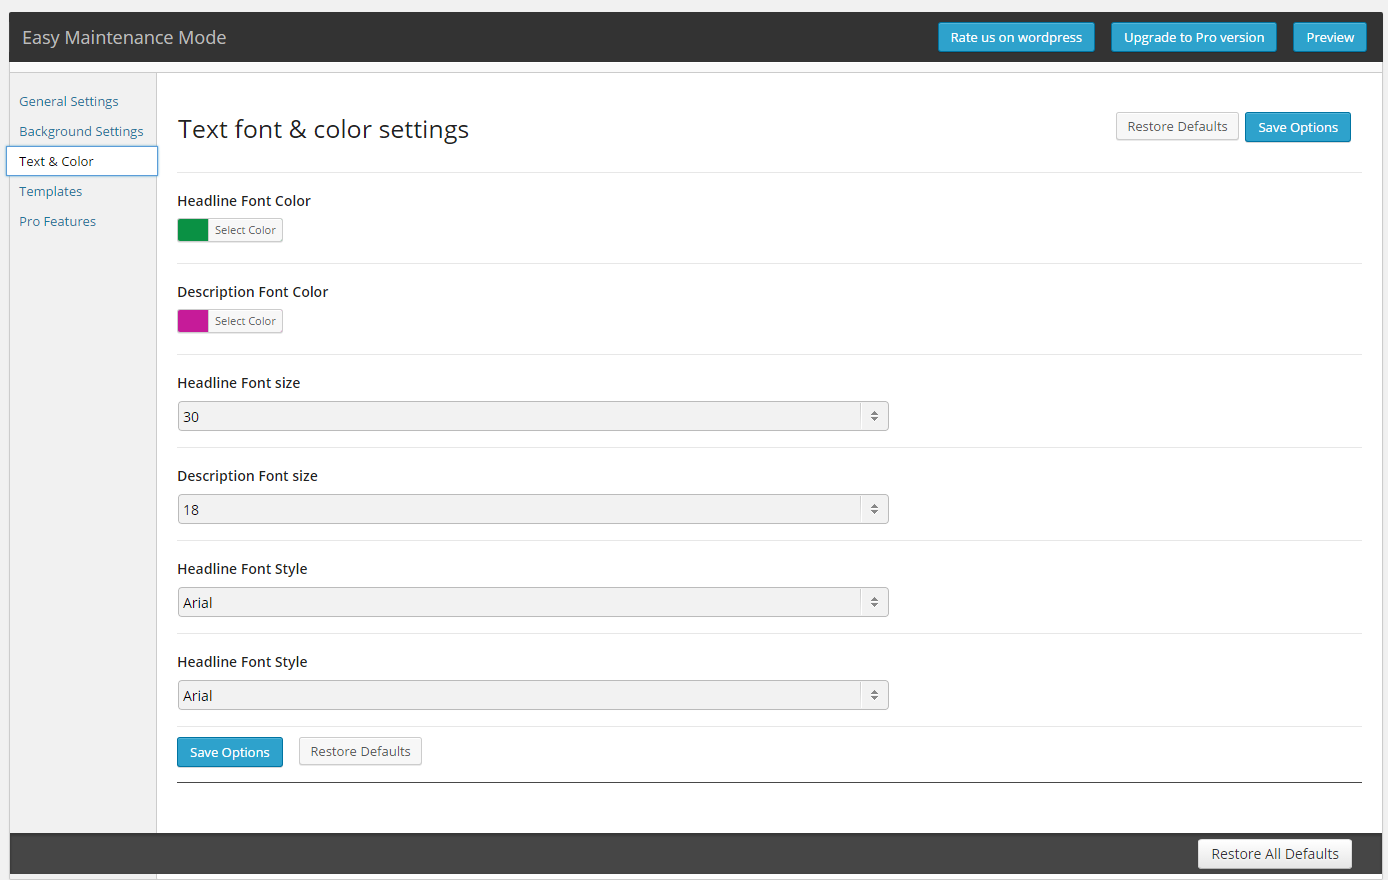 Easy Maintenance Mode
Rate us on wordpress
Upgrade to Pro version
Preview
General Settings
Background Settings
Text & Color
Templates
Pro Features
Text font & color settings
Restore Defaults
Save Options
Headline Font Color
Select Color
Description Font Color
Select Color
Headline Font size
30
Description Font size
18
Headline Font Style
Arial
Headline Font Style
Arial
Save Options
Restore Defaults
Restore All Defaults